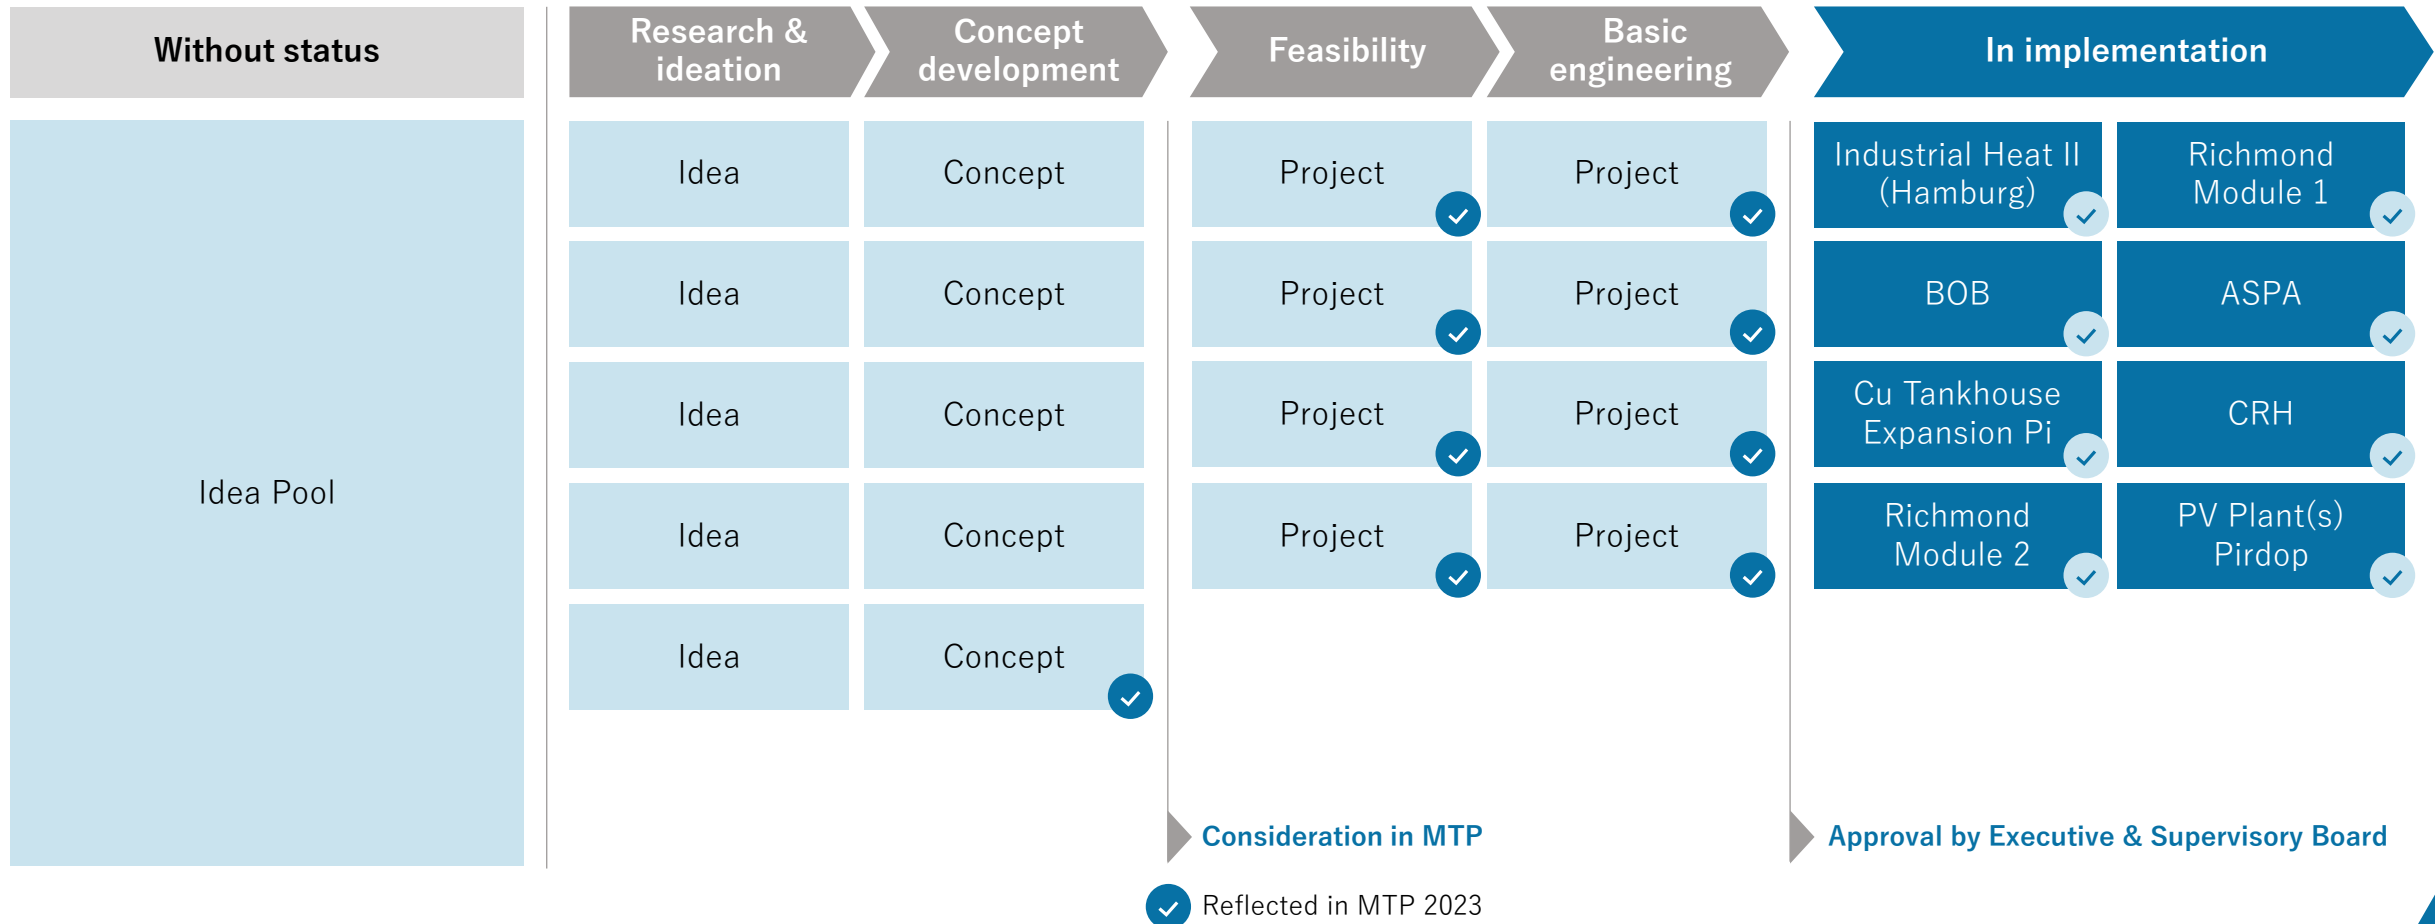 Without status
Research &
ideation
Concept
development
Feasibility
Basic
engineering
In implementation
Idea Pool
Idea
Concept
Project
Project
Industrial Heat II
(Hamburg)
Richmond
Module 1
Idea
Concept
Project
Project
BOB
ASPA
Idea
Concept
Project
Project
Cu Tankhouse
Expansion Pi
CRH
Idea
Concept
Project
Project
Richmond
Module 2
PV Plant(s)
Pirdop
Idea
Concept
Consideration in MTP
Approval by Executive & Supervisory Board
Reflected in MTP 2023